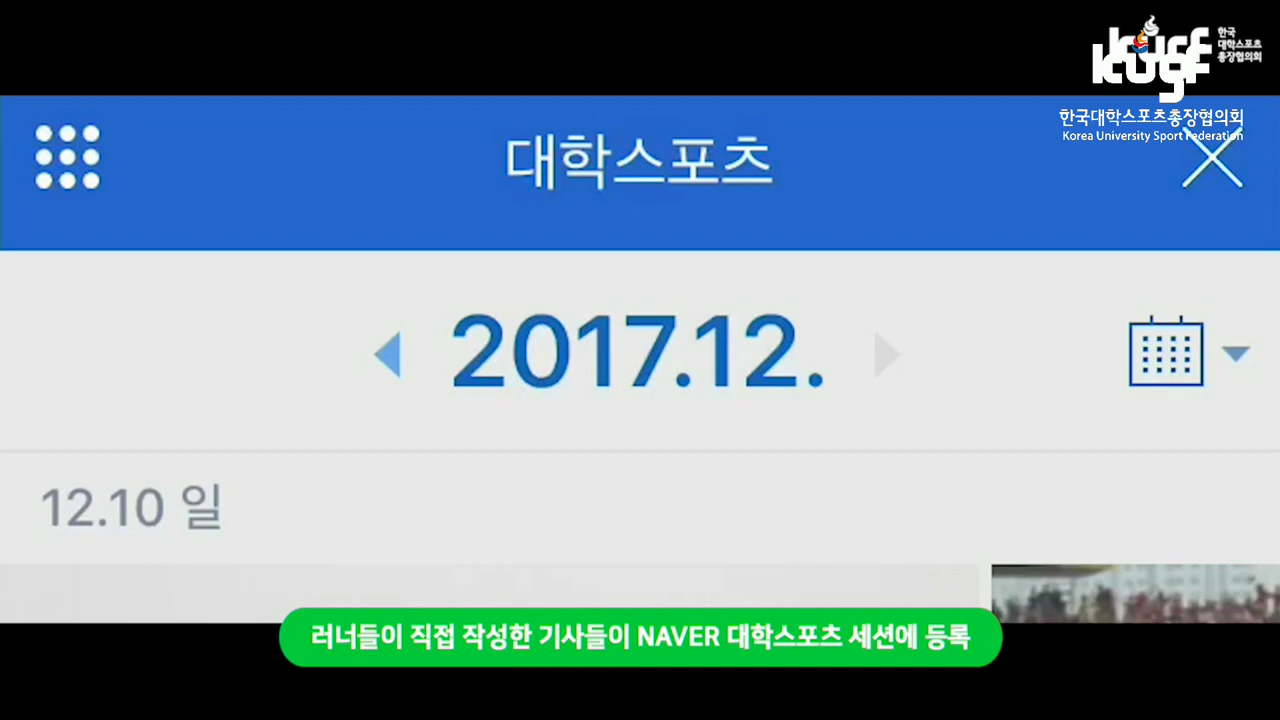 kusf
한국
대학스포츠
총장협의회
kusf
한국대학스포츠총장협의회
Korea University Sport Federation
대학스포츠
2017.12.
12.10 일
러너들이 직접 작성한 기사들이 NAVER 대학스포츠 세션에 등록